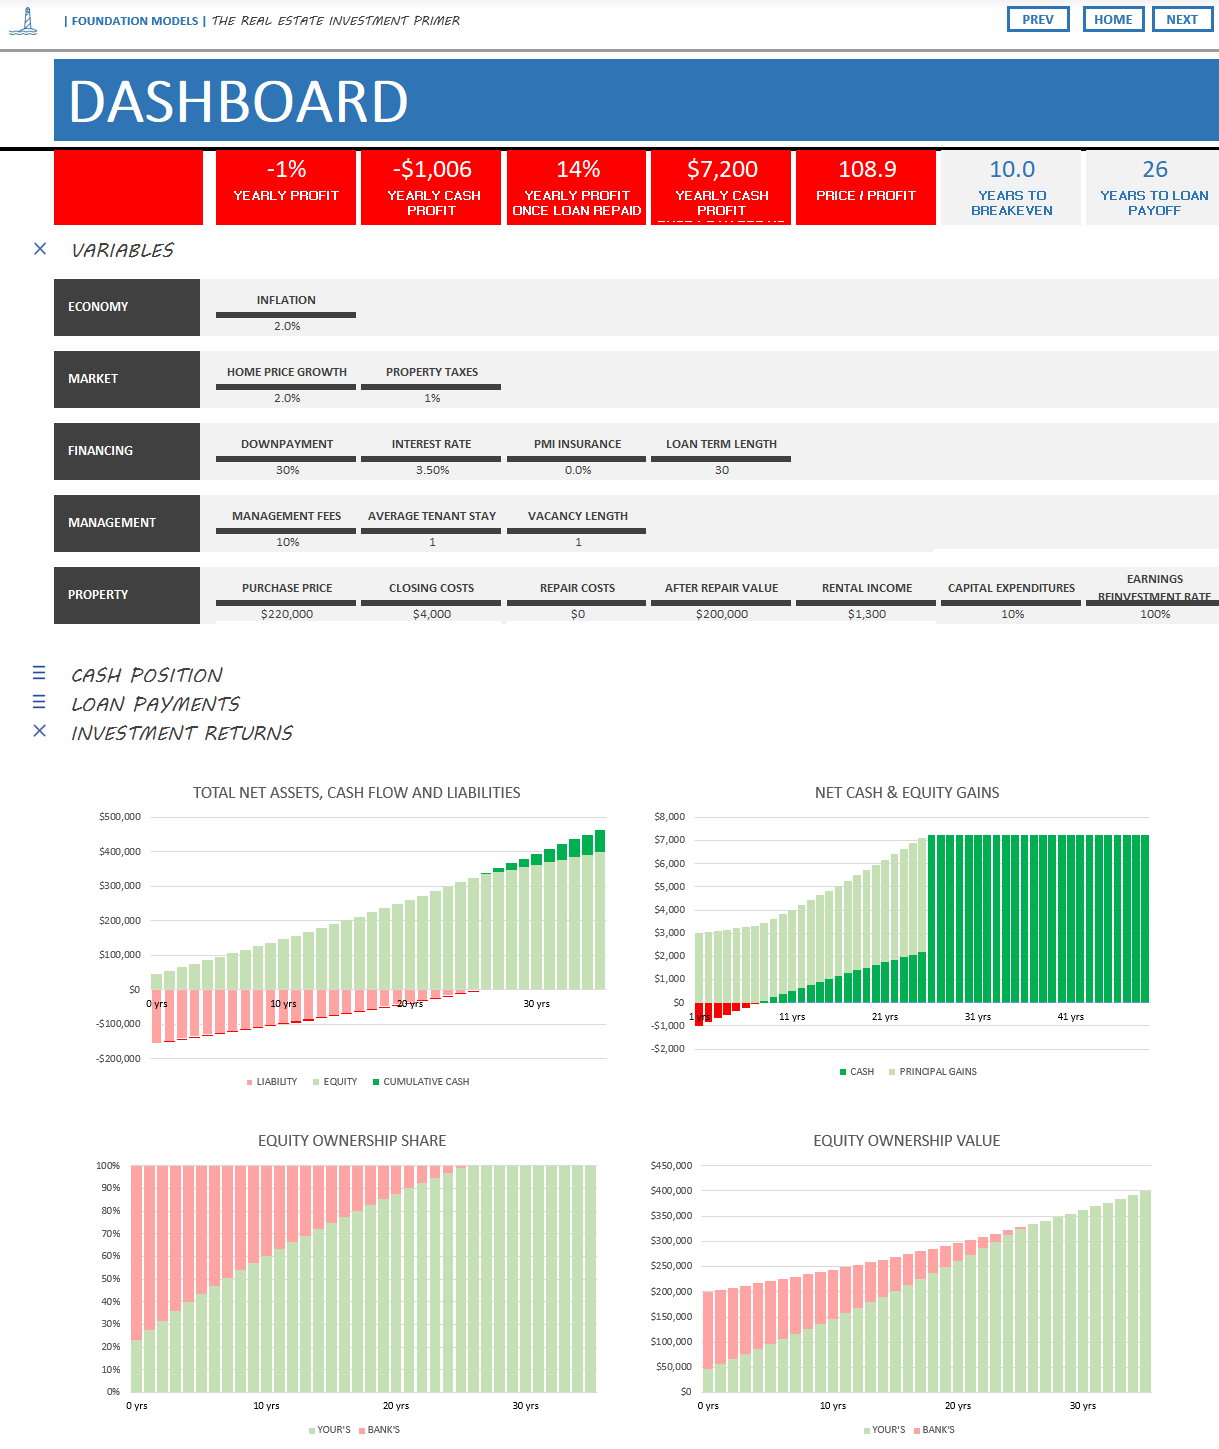 | FOUNDATION MODELS | THE REAL ESTATE INVESTMENT PRIMER
PREV HOME NEXT
DASHBOARD
-1% -$1,006 14% $7,200 108.9 10.0 26
YEARLY PROFIT
YEARLY CASH PROFIT
YEARLY PROFIT ONCE LOAN REPAID
YEARLY CASH PROFIT
PRICE / PROFIT
YEARS TO BREAKEVEN
YEARS TO LOAN PAYOFF
VARIABLES
ECONOMY
INFLATION
2.0%
MARKET
HOME PRICE GROWTH PROPERTY TAXES
2.0% 1%
FINANCING
DOWNPAYMENT INTEREST RATE PMI INSURANCE LOAN TERM LENGTH
30% 3.50% 0.0% 30
MANAGEMENT
MANAGEMENT FEES AVERAGE TENANT STAY VACANCY LENGTH
10% 1 1
PROPERTY
PURCHASE PRICE CLOSING COSTS REPAIR COSTS AFTER REPAIR VALUE RENTAL INCOME CAPITAL EXPENDITURES EARNINGS REINVESTMENT RATE
$220,000 $4,000 $0 $200,000 $1,300 10% 100%
CASH POSITION
LOAN PAYMENTS
INVESTMENT RETURNS
TOTAL NET ASSETS, CASH FLOW AND LIABILITIES
$500,000
$400,000
$300,000
$200,000
$100,000
$0
-$100,000
-$200,000
0 yrs 10 yrs 20 yrs 30 yrs
LIABILITY EQUITY CUMULATIVE CASH
NET CASH & EQUITY GAINS
$8,000
$7,000
$6,000
$5,000
$4,000
$3,000
$2,000
$1,000
$0
-$1,000
-$2,000
1 yrs 11 yrs 21 yrs 31 yrs 41 yrs
CASH PRINCIPAL GAINS
EQUITY OWNERSHIP SHARE
100%
90%
80%
70%
60%
50%
40%
30%
20%
10%
0%
0 yrs 10 yrs 20 yrs 30 yrs
YOUR'S BANK'S
EQUITY OWNERSHIP VALUE
$450,000
$400,000
$350,000
$300,000
$250,000
$200,000
$150,000
$100,000
$50,000
$0
0 yrs 10 yrs 20 yrs 30 yrs
YOUR'S BANK'S